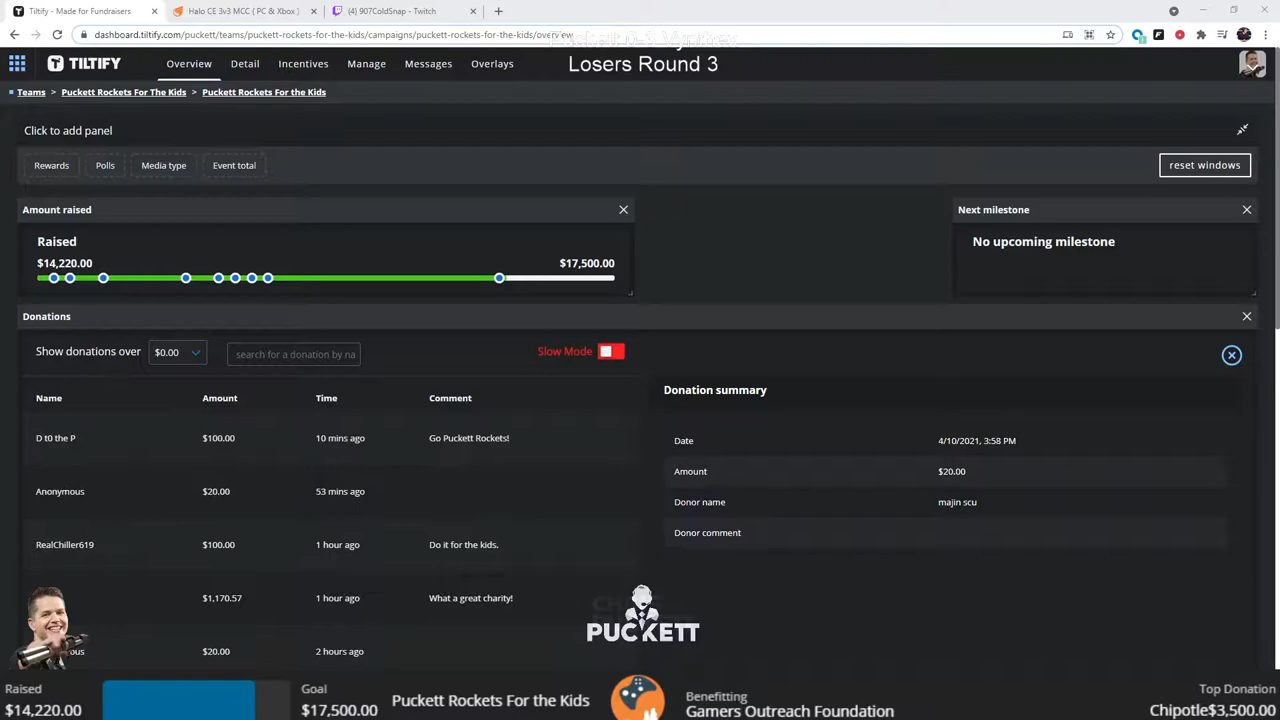 Tiltify - Made for Fundraisers
Halo CE 3v3 MCC ( PC & Xbox )
(4) 907ColdSnap - Twitch
dashboard.tiltify.com/puckett/teams/puckett-rockets-for-the-kids/campaigns/puckett-rockets-for-the-kids/overview
TILTIFY
Overview
Detail
Incentives
Manage
Messages
Overlays
Losers Round 3
Teams > Puckett Rockets For The Kids > Puckett Rockets For the Kids
Click to add panel
Rewards
Polls
Media type
Event total
reset windows
Amount raised
Next milestone
Raised
No upcoming milestone
$14,220.00
$17,500.00
Donations
Show donations over
$0.00
search for a donation by na
Slow Mode
Donation summary
Name
Amount
Time
Comment
D t0 the P
$100.00
10 mins ago
Go Puckett Rockets!
Anonymous
$20.00
53 mins ago
RealChiller619
$100.00
1 hour ago
Do it for the kids.
$1,170.57
1 hour ago
What a great charity!
ous
$20.00
2 hours ago
Date
4/10/2021, 3:58 PM
Amount
$20.00
Donor name
majin scu
Donor comment
PUCKETT
Raised
$14,220.00
Goal
$17,500.00
Puckett Rockets For the Kids
Benefitting
Gamers Outreach Foundation
Top Donation
Chipotle$3,500.00